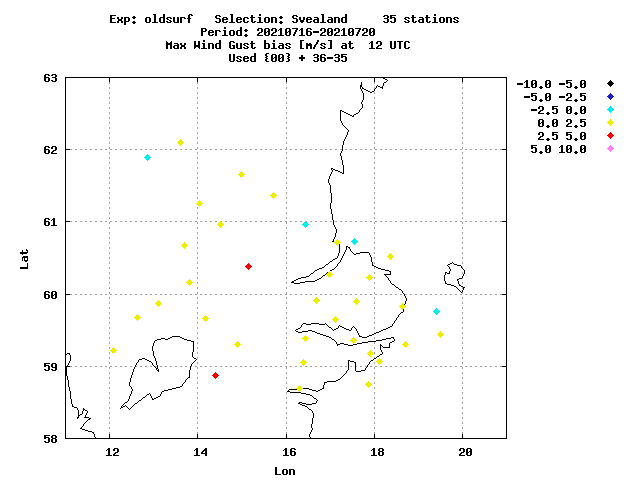 Exp: oldsurf   Selection: Svealand     35 stations
Period: 20210716-20210720
Max Wind Gust bias [m/s] at  12 UTC
Used {00} + 36-35
-10.0 -5.0
-5.0 -2.5
-2.5 0.0
0.0 2.5
2.5 5.0
5.0 10.0
63
62
61
60
59
58
Lat
12
14
16
18
20
Lon